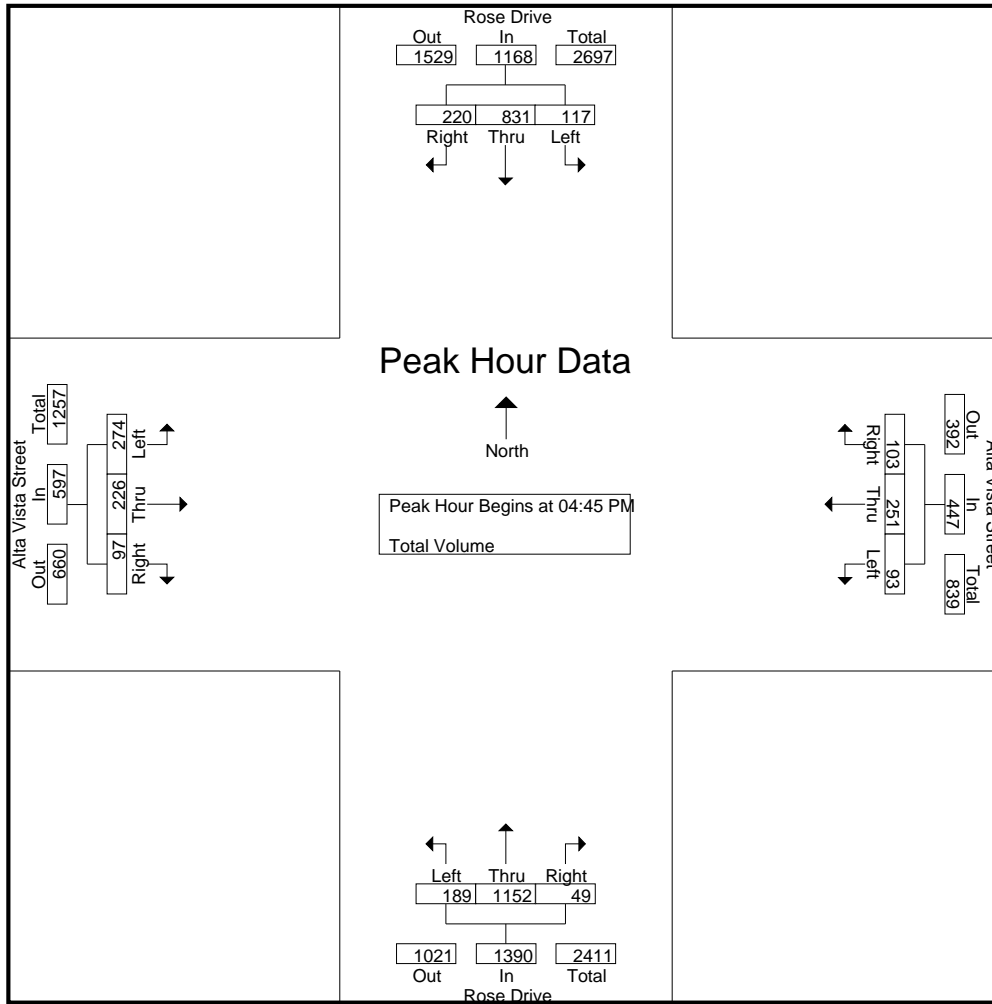 Rose Drive
Out In Total
1529 1168 2697
220 831 117
Right Thru Left
Peak Hour Data
North
Peak Hour Begins at 04:45 PM
Total Volume
Alta Vista Street
Out In Total
660 597 1257
97 226 274
Right Thru Left
Alta Vista Street
Out In Total
392 447 839
103 251 93
Right Thru Left
Left Thru Right
189 1152 49
1021 1390 2411
Out In Total
Rose Drive